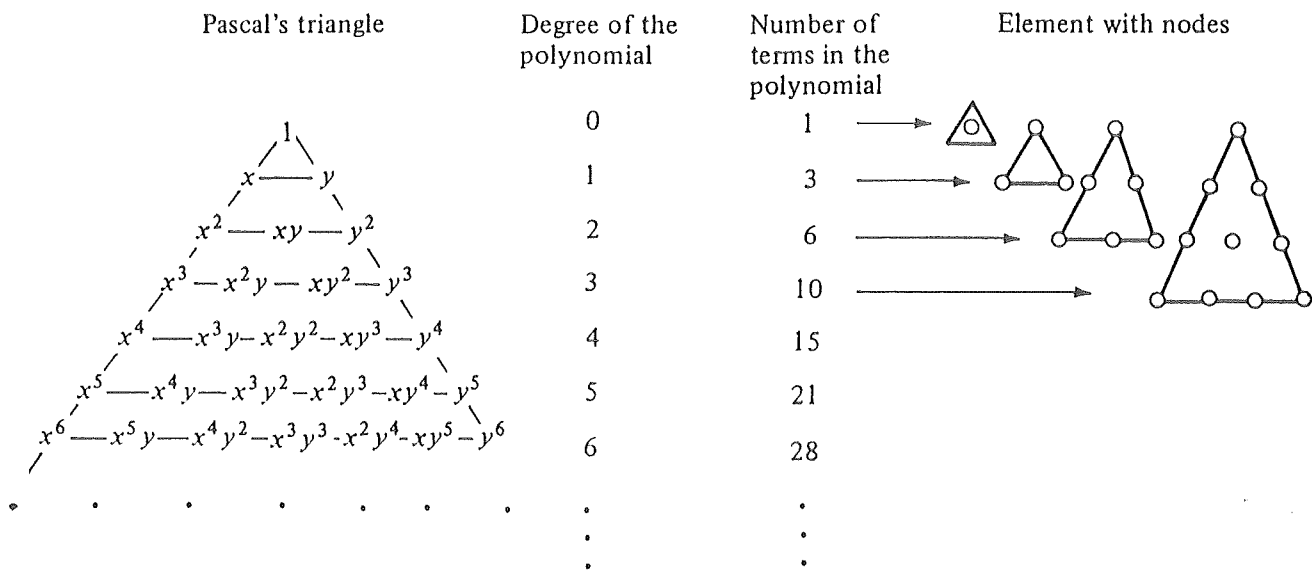 Pascal's triangle
Degree of the
polynomial
Number of
terms in the
polynomial
Element with nodes
1 0 1
x — y 1 3
x² — xy — y² 2 6
x³ — x²y — xy² — y³ 3 10
x⁴ — x³y – x²y² – xy³ — y⁴ 4 15
x⁵ — x⁴y — x³y² – x²y³ – xy⁴ – y⁵ 5 21
x⁶ — x⁵y — x⁴y² – x³y³ - x²y⁴ - xy⁵ – y⁶ 6 28